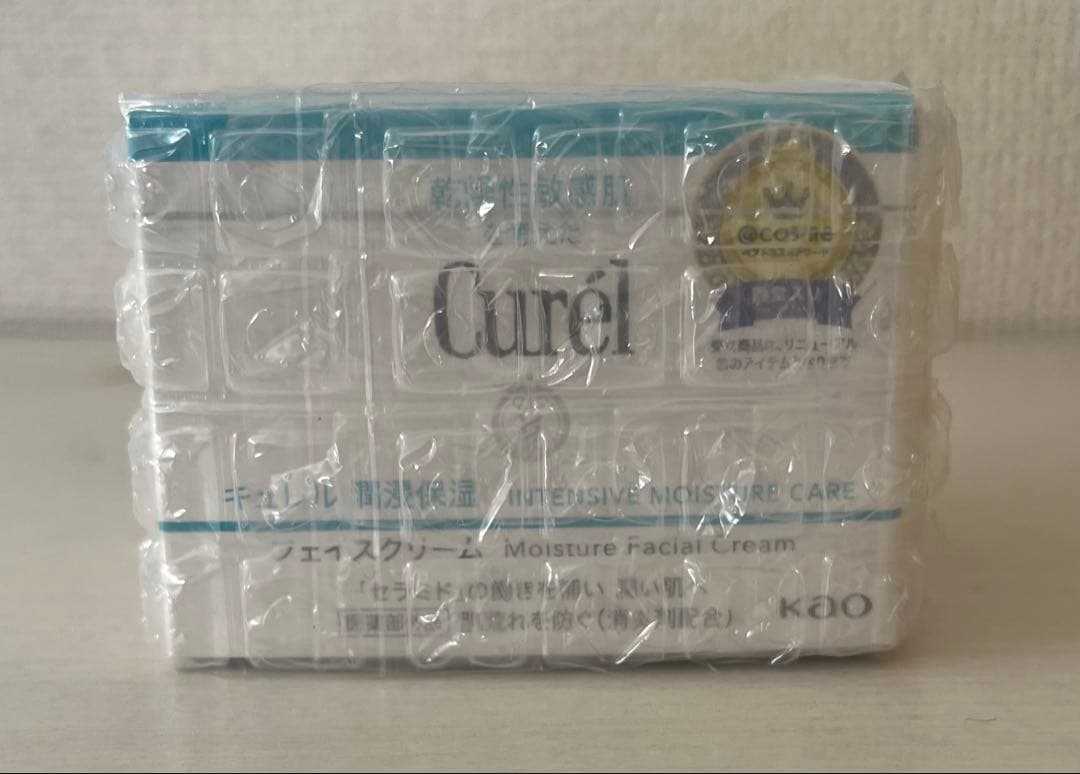 乾燥性敏感肌
を考えた
Curél
@cosme
キュレル 潤浸保湿 INTENSIVE MOISTURE CARE
フェイスクリーム Moisture Facial Cream
「セラミド」の働きを補い 潤い肌へ
医薬部外品 肌荒れを防ぐ(消炎剤配合)
Kao